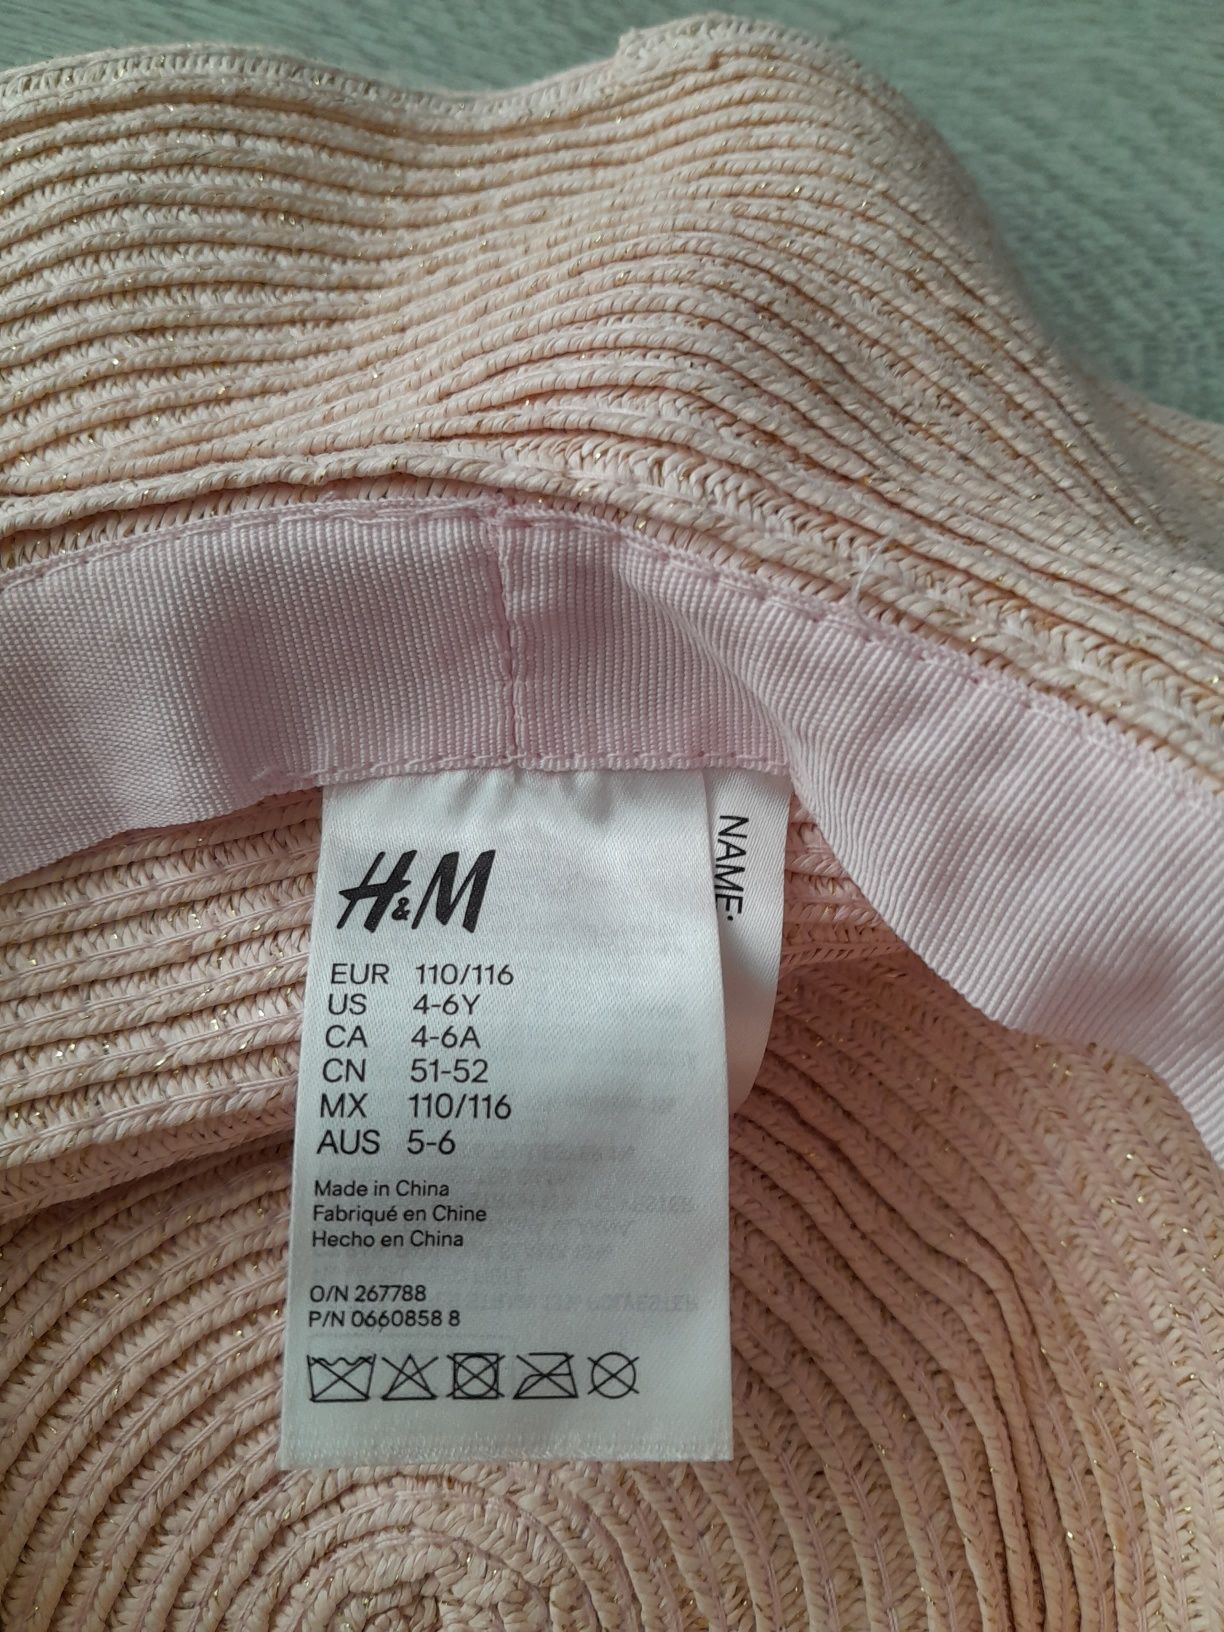 H&M
EUR 110/116
US 4-6Y
CA 4-6A
CN 51-52
MX 110/116
AUS 5-6
Made in China
Fabriqué en Chine
Hecho en China
O/N 267788
P/N 0660858 8
NAME: